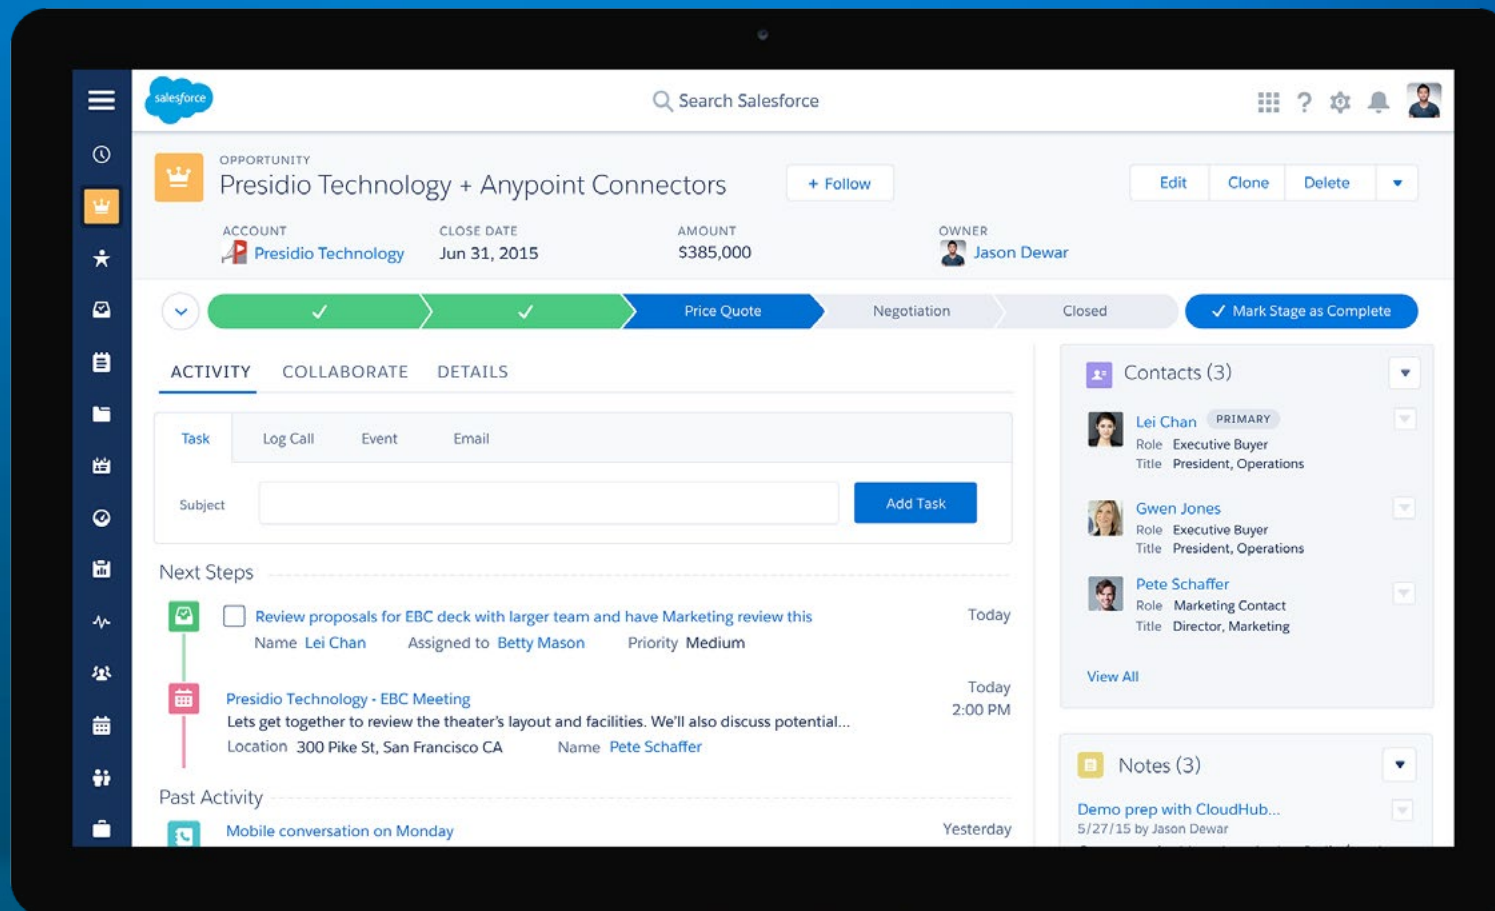 salesforce
Search Salesforce
OPPORTUNITY
Presidio Technology + Anypoint Connectors
+ Follow
Edit
Clone
Delete
ACCOUNT
Presidio Technology
CLOSE DATE
Jun 31, 2015
AMOUNT
$385,000
OWNER
Jason Dewar
Price Quote
Negotiation
Closed
Mark Stage as Complete
ACTIVITY
COLLABORATE
DETAILS
Task
Log Call
Event
Email
Subject
Add Task
Next Steps
Review proposals for EBC deck with larger team and have Marketing review this
Today
Name Lei Chan
Assigned to Betty Mason
Priority Medium
Presidio Technology - EBC Meeting
Today
2:00 PM
Lets get together to review the theater's layout and facilities. We'll also discuss potential...
Location 300 Pike St, San Francisco CA
Name Pete Schaffer
Past Activity
Mobile conversation on Monday
Yesterday
Contacts (3)
Lei Chan PRIMARY
Role Executive Buyer
Title President, Operations
Gwen Jones
Role Executive Buyer
Title President, Operations
Pete Schaffer
Role Marketing Contact
Title Director, Marketing
View All
Notes (3)
Demo prep with CloudHub...
5/27/15 by Jason Dewar